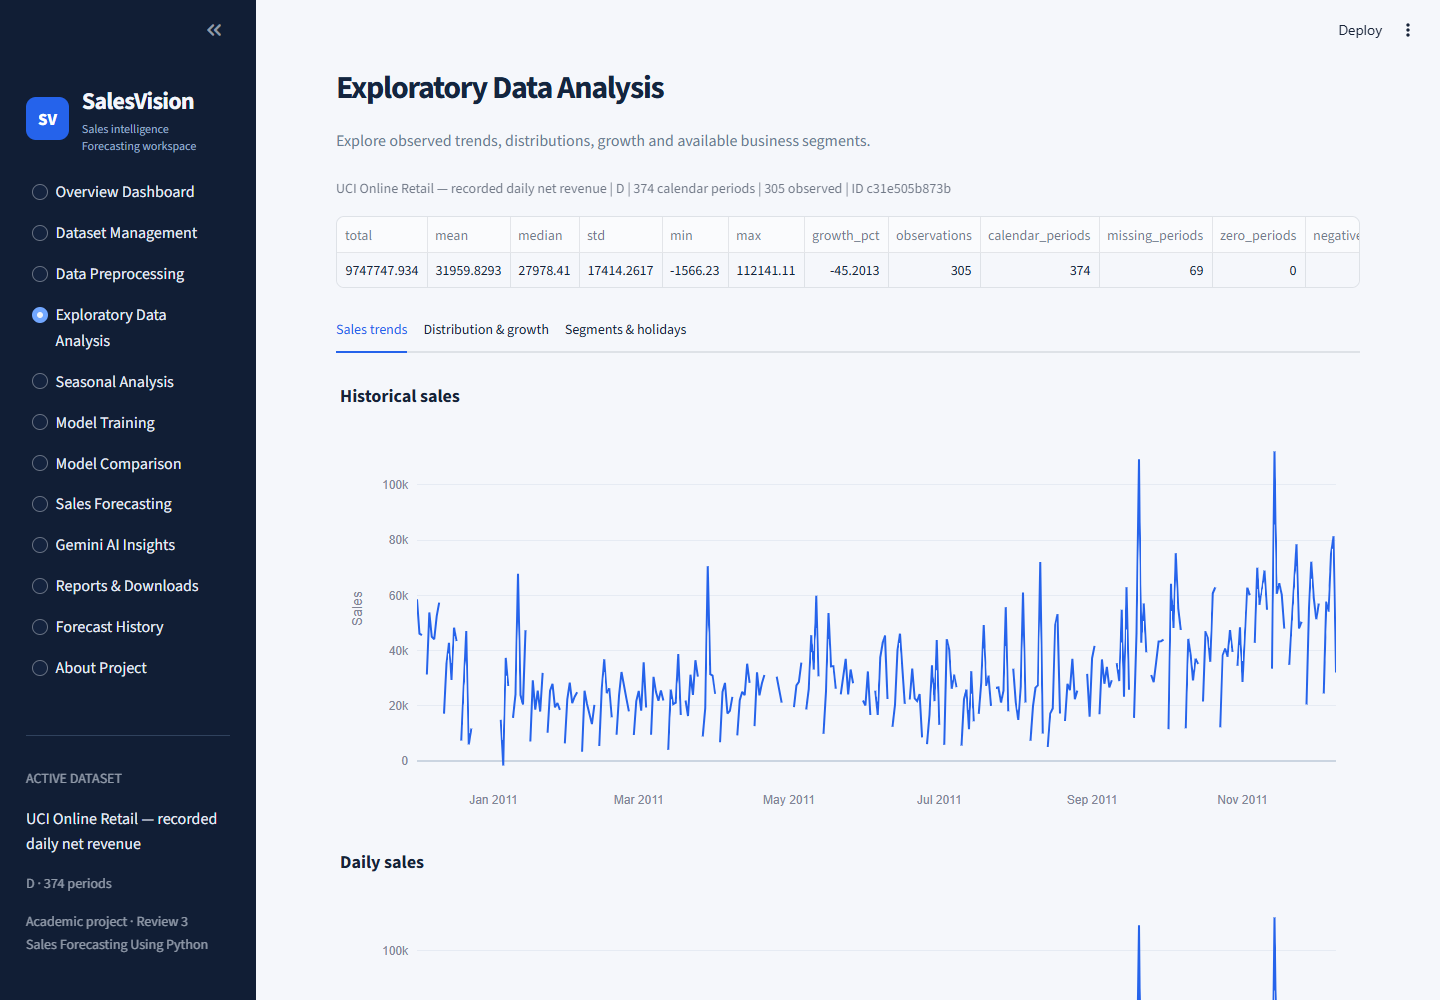 Deploy
SV
SalesVision
Sales intelligence
Forecasting workspace
Overview Dashboard
Dataset Management
Data Preprocessing
Exploratory Data
Analysis
Seasonal Analysis
Model Training
Model Comparison
Sales Forecasting
Gemini AI Insights
Reports & Downloads
Forecast History
About Project
ACTIVE DATASET
UCI Online Retail — recorded
daily net revenue
D · 374 periods
Academic project · Review 3
Sales Forecasting Using Python
Exploratory Data Analysis
Explore observed trends, distributions, growth and available business segments.
UCI Online Retail — recorded daily net revenue | D | 374 calendar periods | 305 observed | ID c31e505b873b
total mean median std min max growth_pct observations calendar_periods missing_periods zero_periods negative
9747747.934 31959.8293 27978.41 17414.2617 -1566.23 112141.11 -45.2013 305 374 69 0
Sales trends Distribution & growth Segments & holidays
Historical sales
100k
80k
60k
40k
20k
0
Sales
Jan 2011 Mar 2011 May 2011 Jul 2011 Sep 2011 Nov 2011
Daily sales
100k